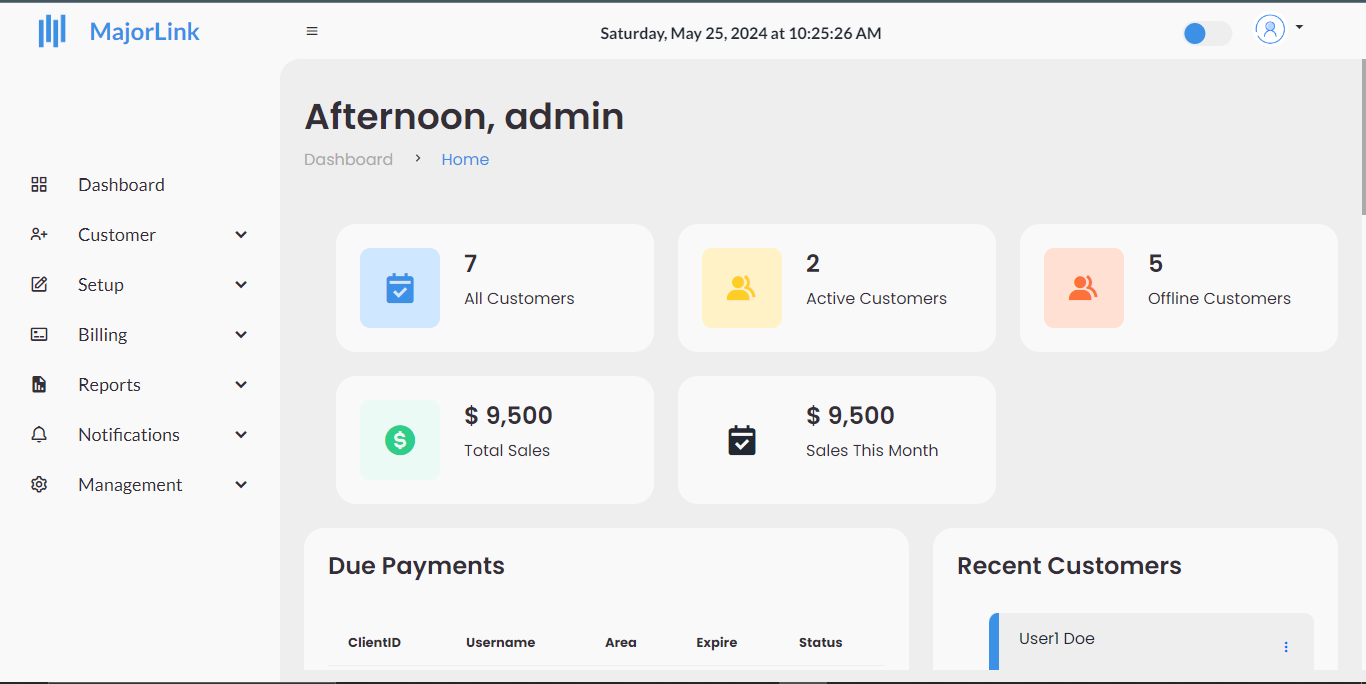 MajorLink
Saturday, May 25, 2024 at 10:25:26 AM
Dashboard
Customer
Setup
Billing
Reports
Notifications
Management
Afternoon, admin
Dashboard > Home
7
All Customers
2
Active Customers
5
Offline Customers
$ 9,500
Total Sales
$ 9,500
Sales This Month
Due Payments
ClientID Username Area Expire Status
Recent Customers
User1 Doe